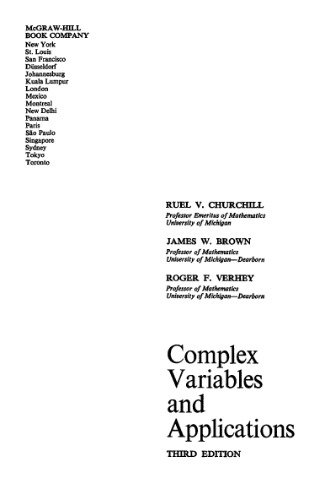 McGRAW-HILL
BOOK COMPANY
New York
St. Louis
San Francisco
Düsseldorf
Johannesburg
Kuala Lumpur
London
Mexico
Montreal
New Delhi
Panama
Paris
São Paulo
Singapore
Sydney
Tokyo
Toronto
RUEL V. CHURCHILL
Professor Emeritus of Mathematics
University of Michigan
JAMES W. BROWN
Professor of Mathematics
University of Michigan—Dearborn
ROGER F. VERHEY
Professor of Mathematics
University of Michigan—Dearborn
Complex
Variables
and
Applications
THIRD EDITION